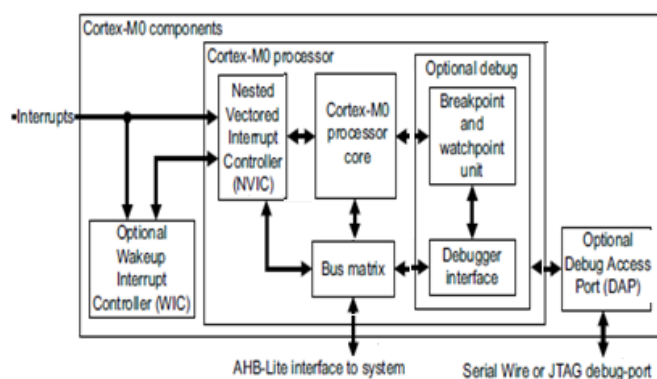 Cortex-M0 components
Cortex-M0 processor
Optional debug
Interrupts
Nested
Vectored
Interrupt
Controller
(NVIC)
Cortex-M0
processor
core
Breakpoint
and
watchpoint
unit
Optional
Wakeup
Interrupt
Controller (WIC)
Bus matrix
Debugger
interface
Optional
Debug Access
Port (DAP)
AHB-Lite interface to system
Serial Wire or JTAG debug-port